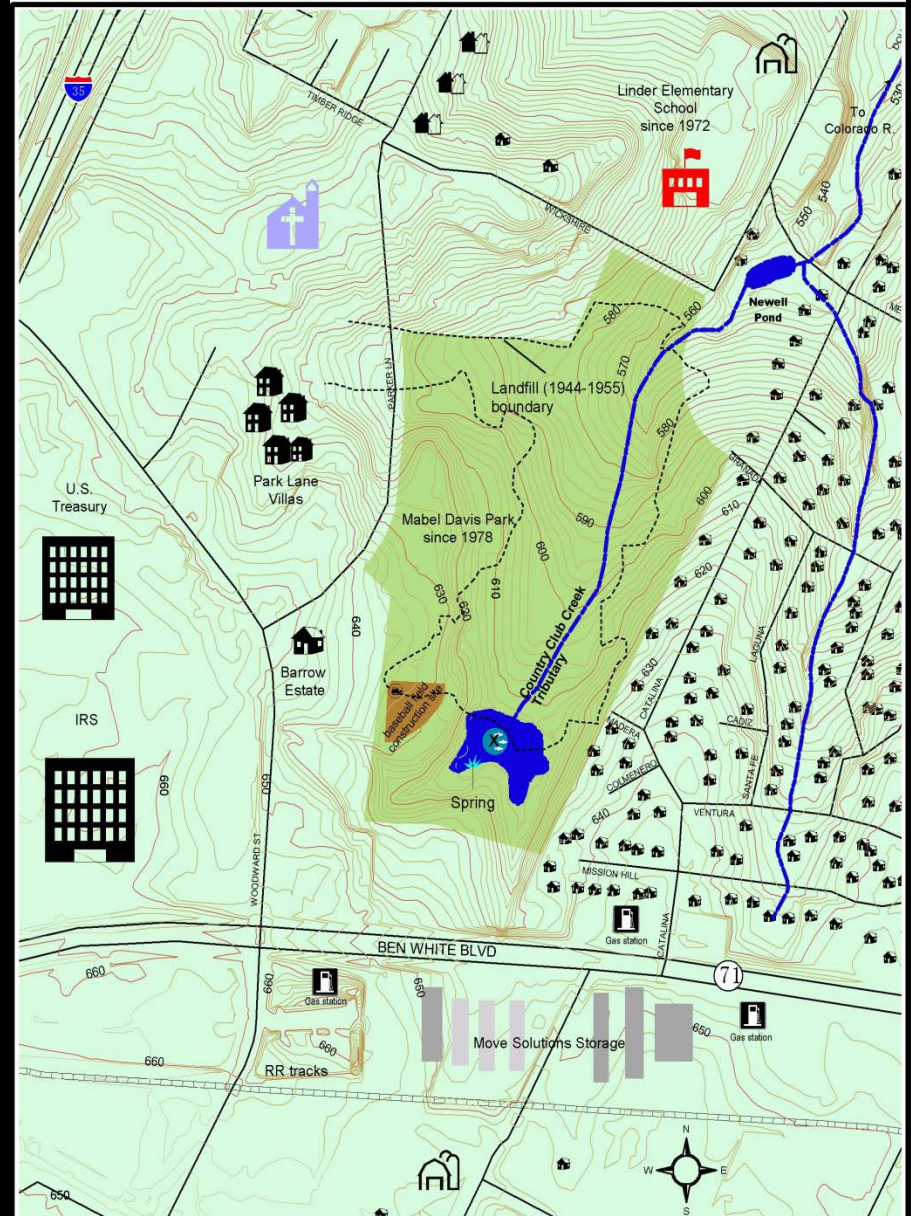 35
TIMBER RIDGE
Linder Elementary
School
since 1972
To
Colorado R.
530
540
550
WICKSHIRE
Newell
Pond
560
580
570
Landfill (1944-1955)
boundary
PARKER LN
580
Park Lane
Villas
U.S.
Treasury
GRANADA
600
610
Mabel Davis Park
since 1978
590
600
610
620
630
620
640
Country Club Creek
Tributary
LAGUNA
630
CATALINA
Barrow
Estate
baseball field
construction site
X
IRS
MADERA
CADIZ
SANTA FE
COLMENERO
660
650
Spring
640
VENTURA
WOODWARD ST
MISSION HILL
Gas station
CATALINA
BEN WHITE BLVD
71
660
660
Gas station
650
650
Gas station
Move Solutions Storage
660
660
RR tracks
N
W
E
S
650